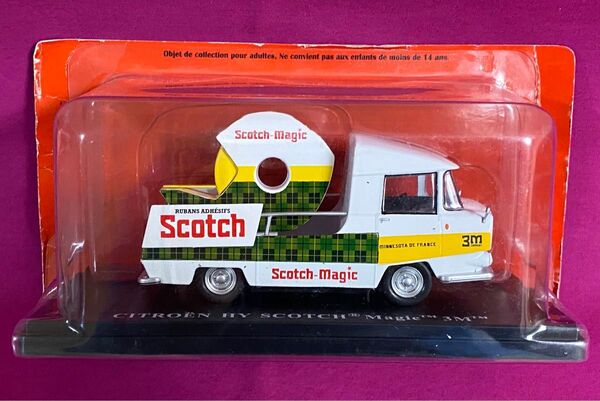 Objet de collection pour adultes. Ne convient pas aux enfants de moins de 14 ans.
Scotch-Magic
RUBANS ADHÉSIFS
Scotch
Scotch-Magic
MINNESOTA DE FRANCE
3m
CITROËN HY SCOTCH® Magic™ 3M™